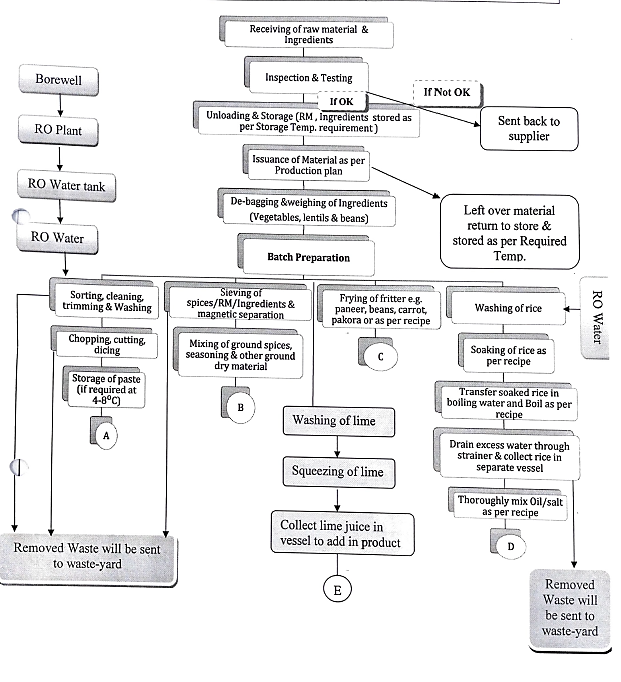 Receiving of raw material &
Ingredients
Inspection & Testing
If OK
If Not OK
Sent back to
supplier
Unloading & Storage (RM , Ingredients stored as
per Storage Temp. requirement )
Issuance of Material as per
Production plan
Left over material
return to store &
stored as per Required
Temp.
De-bagging &weighing of Ingredients
(Vegetables, lentils & beans)
Batch Preparation
Borewell
RO Plant
RO Water tank
RO Water
Sorting, cleaning,
trimming & Washing
Chopping, cutting,
dicing
Storage of paste
(if required at
4-8°C)
A
Sieving of
spices/RM/Ingredients &
magnetic separation
Mixing of ground spices,
seasoning & other ground
dry material
B
Frying of fritter e.g.
paneer, beans, carrot,
pakora or as per recipe
C
Washing of lime
Squeezing of lime
Collect lime juice in
vessel to add in product
E
RO Water
Washing of rice
Soaking of rice as
per recipe
Transfer soaked rice in
boiling water and Boil as per
recipe
Drain excess water through
strainer & collect rice in
separate vessel
Thoroughly mix Oil/salt
as per recipe
D
Removed Waste will be sent
to waste-yard
Removed
Waste will
be sent to
waste-yard